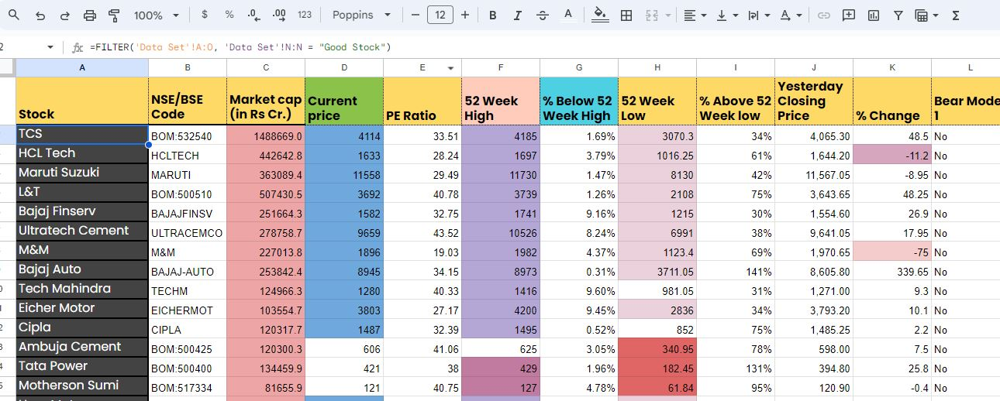 100% $ % .0 .00 123 Poppins − 12 + B I S A A Σ
2 fx =FILTER('Data Set'!A:O, 'Data Set'!N:N = "Good Stock")
A B C D E F G H I J K L
Stock NSE/BSE Code Market cap (in Rs Cr.) Current price PE Ratio 52 Week High % Below 52 Week High 52 Week Low % Above 52 Week low Yesterday Closing Price % Change Bear Mode 1
TCS BOM:532540 1488669.0 4114 33.51 4185 1.69% 3070.3 34% 4,065.30 48.5 No
HCL Tech HCLTECH 442642.8 1633 28.24 1697 3.79% 1016.25 61% 1,644.20 -11.2 No
Maruti Suzuki MARUTI 363089.4 11558 29.49 11730 1.47% 8130 42% 11,567.05 -8.95 No
L&T BOM:500510 507430.5 3692 40.78 3739 1.26% 2108 75% 3,643.65 48.25 No
Bajaj Finserv BAJAJFINSV 251664.3 1582 32.75 1741 9.16% 1215 30% 1,554.60 26.9 No
Ultratech Cement ULTRACEMCO 278758.7 9659 43.52 10526 8.24% 6991 38% 9,641.05 17.95 No
M&M M&M 227013.8 1896 19.03 1982 4.37% 1123.4 69% 1,970.65 -75 No
Bajaj Auto BAJAJ-AUTO 253842.4 8945 34.15 8973 0.31% 3711.05 141% 8,605.80 339.65 No
Tech Mahindra TECHM 124966.3 1280 40.33 1416 9.60% 981.05 31% 1,271.00 9.3 No
Eicher Motor EICHERMOT 103554.7 3803 27.17 4200 9.45% 2836 34% 3,793.20 10.1 No
Cipla CIPLA 120317.7 1487 32.39 1495 0.52% 852 75% 1,485.25 2.2 No
Ambuja Cement BOM:500425 120300.3 606 41.06 625 3.05% 340.95 78% 598.00 7.5 No
Tata Power BOM:500400 134459.9 421 38 429 1.96% 182.45 131% 394.80 25.8 No
Motherson Sumi BOM:517334 81655.9 121 40.75 127 4.78% 61.84 95% 120.90 -0.4 No